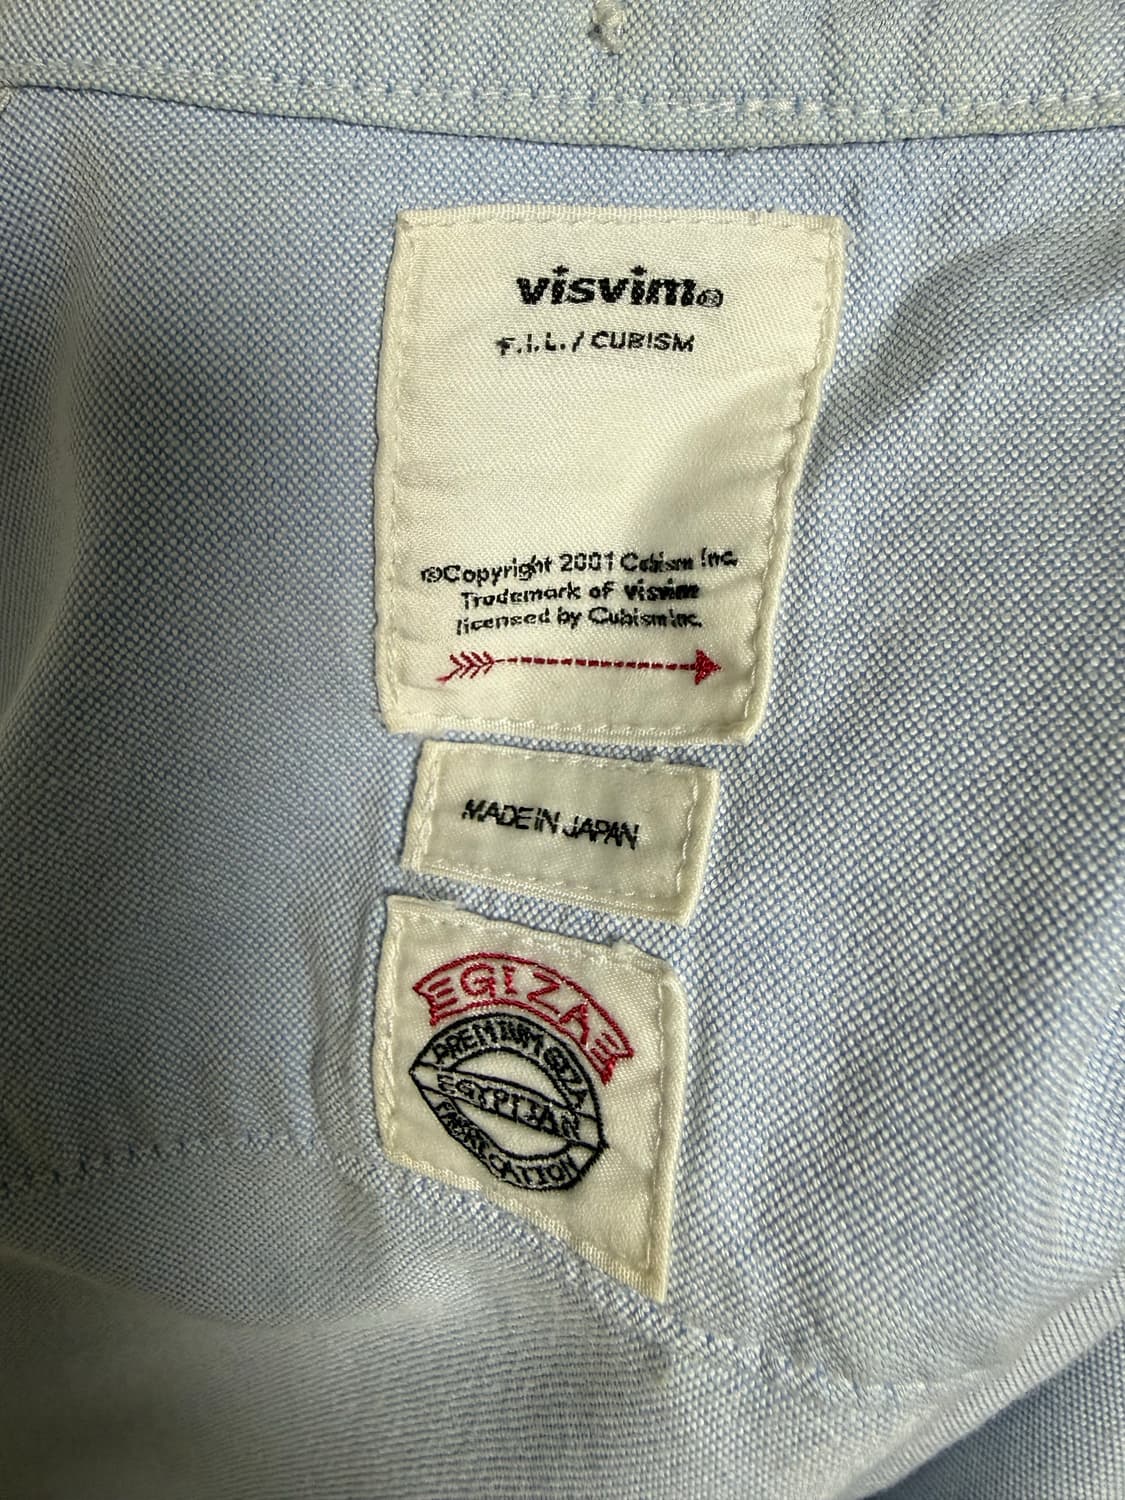 visvim®
F.I.L./CUBISM
©Copyright 2001 Cubism Inc.
Trademark of visvim
licensed by Cubism Inc.
MADE IN JAPAN
GIZA
PREMIUM GIZA
EGYPTIAN
FABRICATION